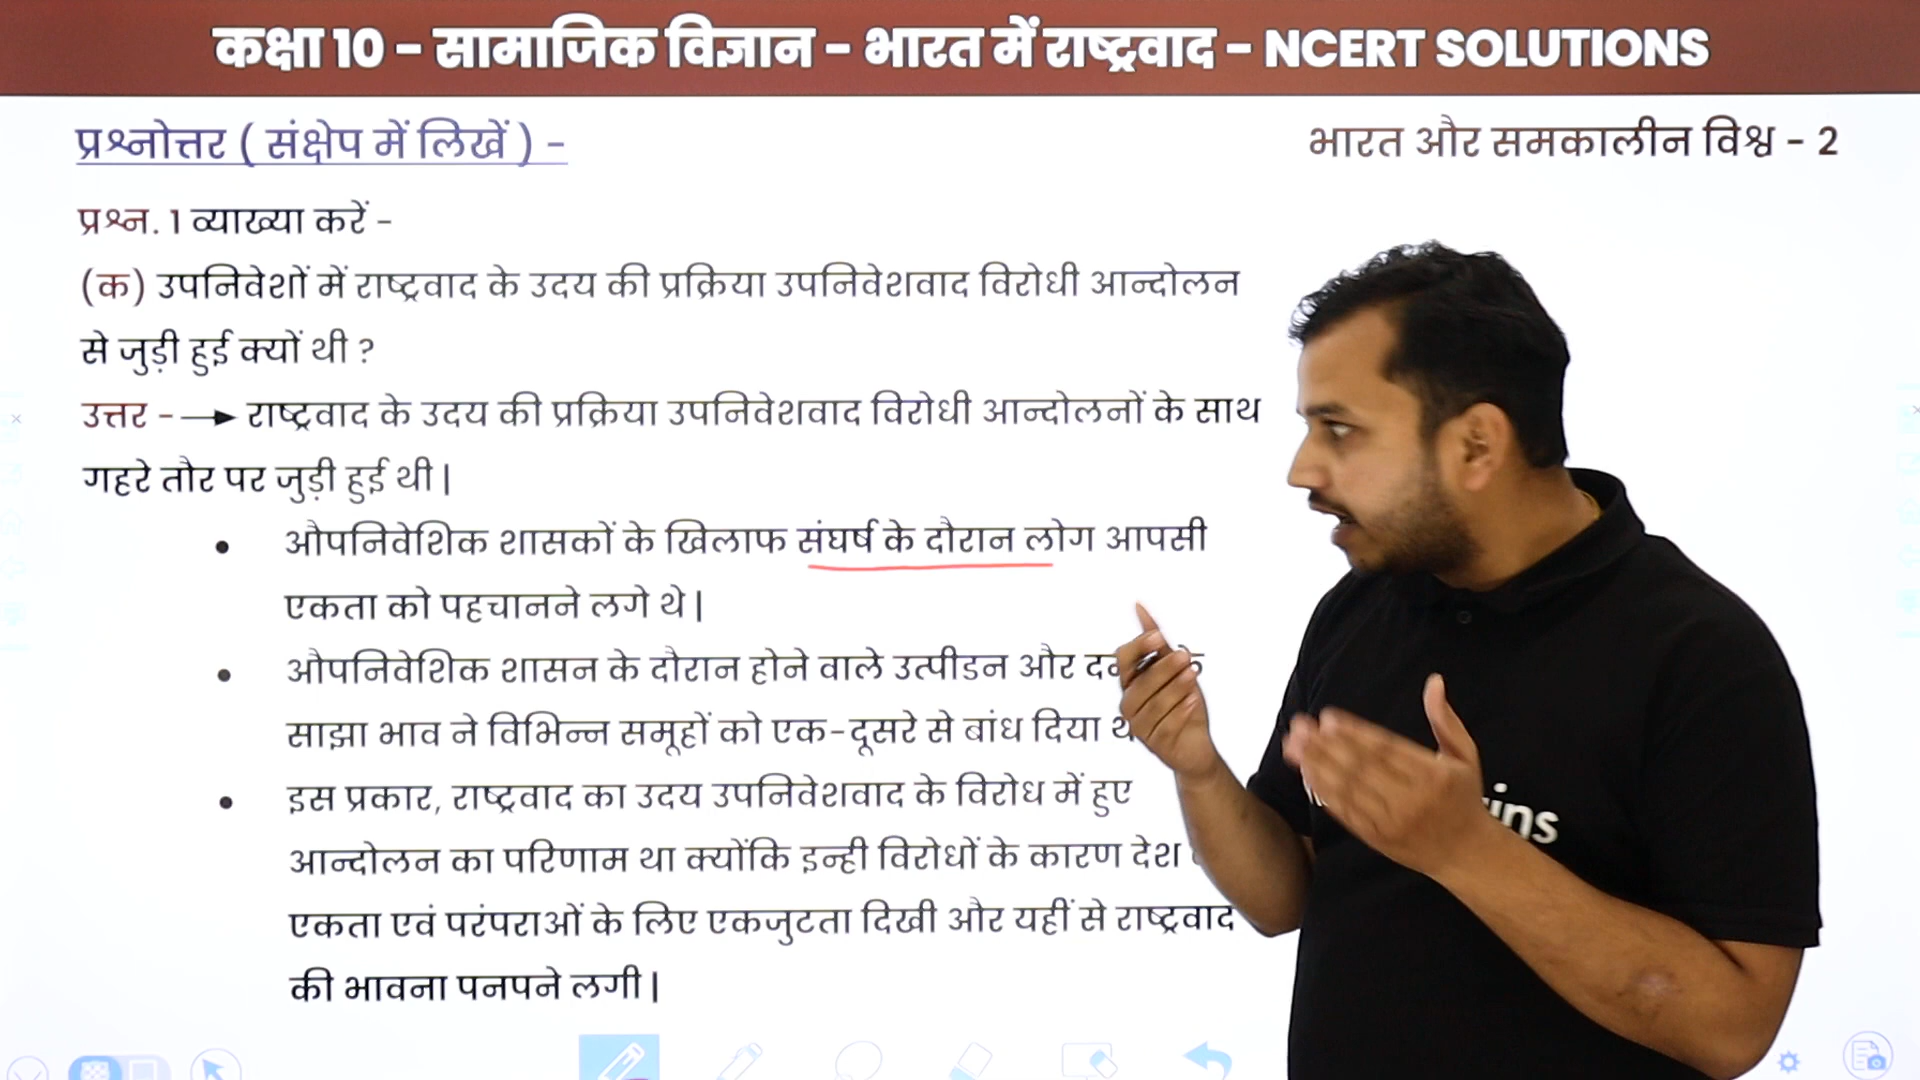 कक्षा 10 – सामाजिक विज्ञान – भारत में राष्ट्रवाद – NCERT SOLUTIONS
प्रश्नोत्तर ( संक्षेप में लिखें ) –
भारत और समकालीन विश्व - 2
प्रश्न. 1 व्याख्या करें -
(क) उपनिवेशों में राष्ट्रवाद के उदय की प्रक्रिया उपनिवेशवाद विरोधी आन्दोलन
से जुड़ी हुई क्यों थी ?
उत्तर - राष्ट्रवाद के उदय की प्रक्रिया उपनिवेशवाद विरोधी आन्दोलनों के साथ
गहरे तौर पर जुड़ी हुई थी |
• औपनिवेशिक शासकों के खिलाफ संघर्ष के दौरान लोग आपसी
एकता को पहचानने लगे थे |
• औपनिवेशिक शासन के दौरान होने वाले उत्पीडन और
साझा भाव ने विभिन्न समूहों को एक-दूसरे से बांध दिया
• इस प्रकार, राष्ट्रवाद का उदय उपनिवेशवाद के विरोध में हुए
आन्दोलन का परिणाम था क्योंकि इन्ही विरोधों के कारण देश
एकता एवं परंपराओं के लिए एकजुटता दिखी और यहीं से राष्ट्रवाद
की भावना पनपने लगी |